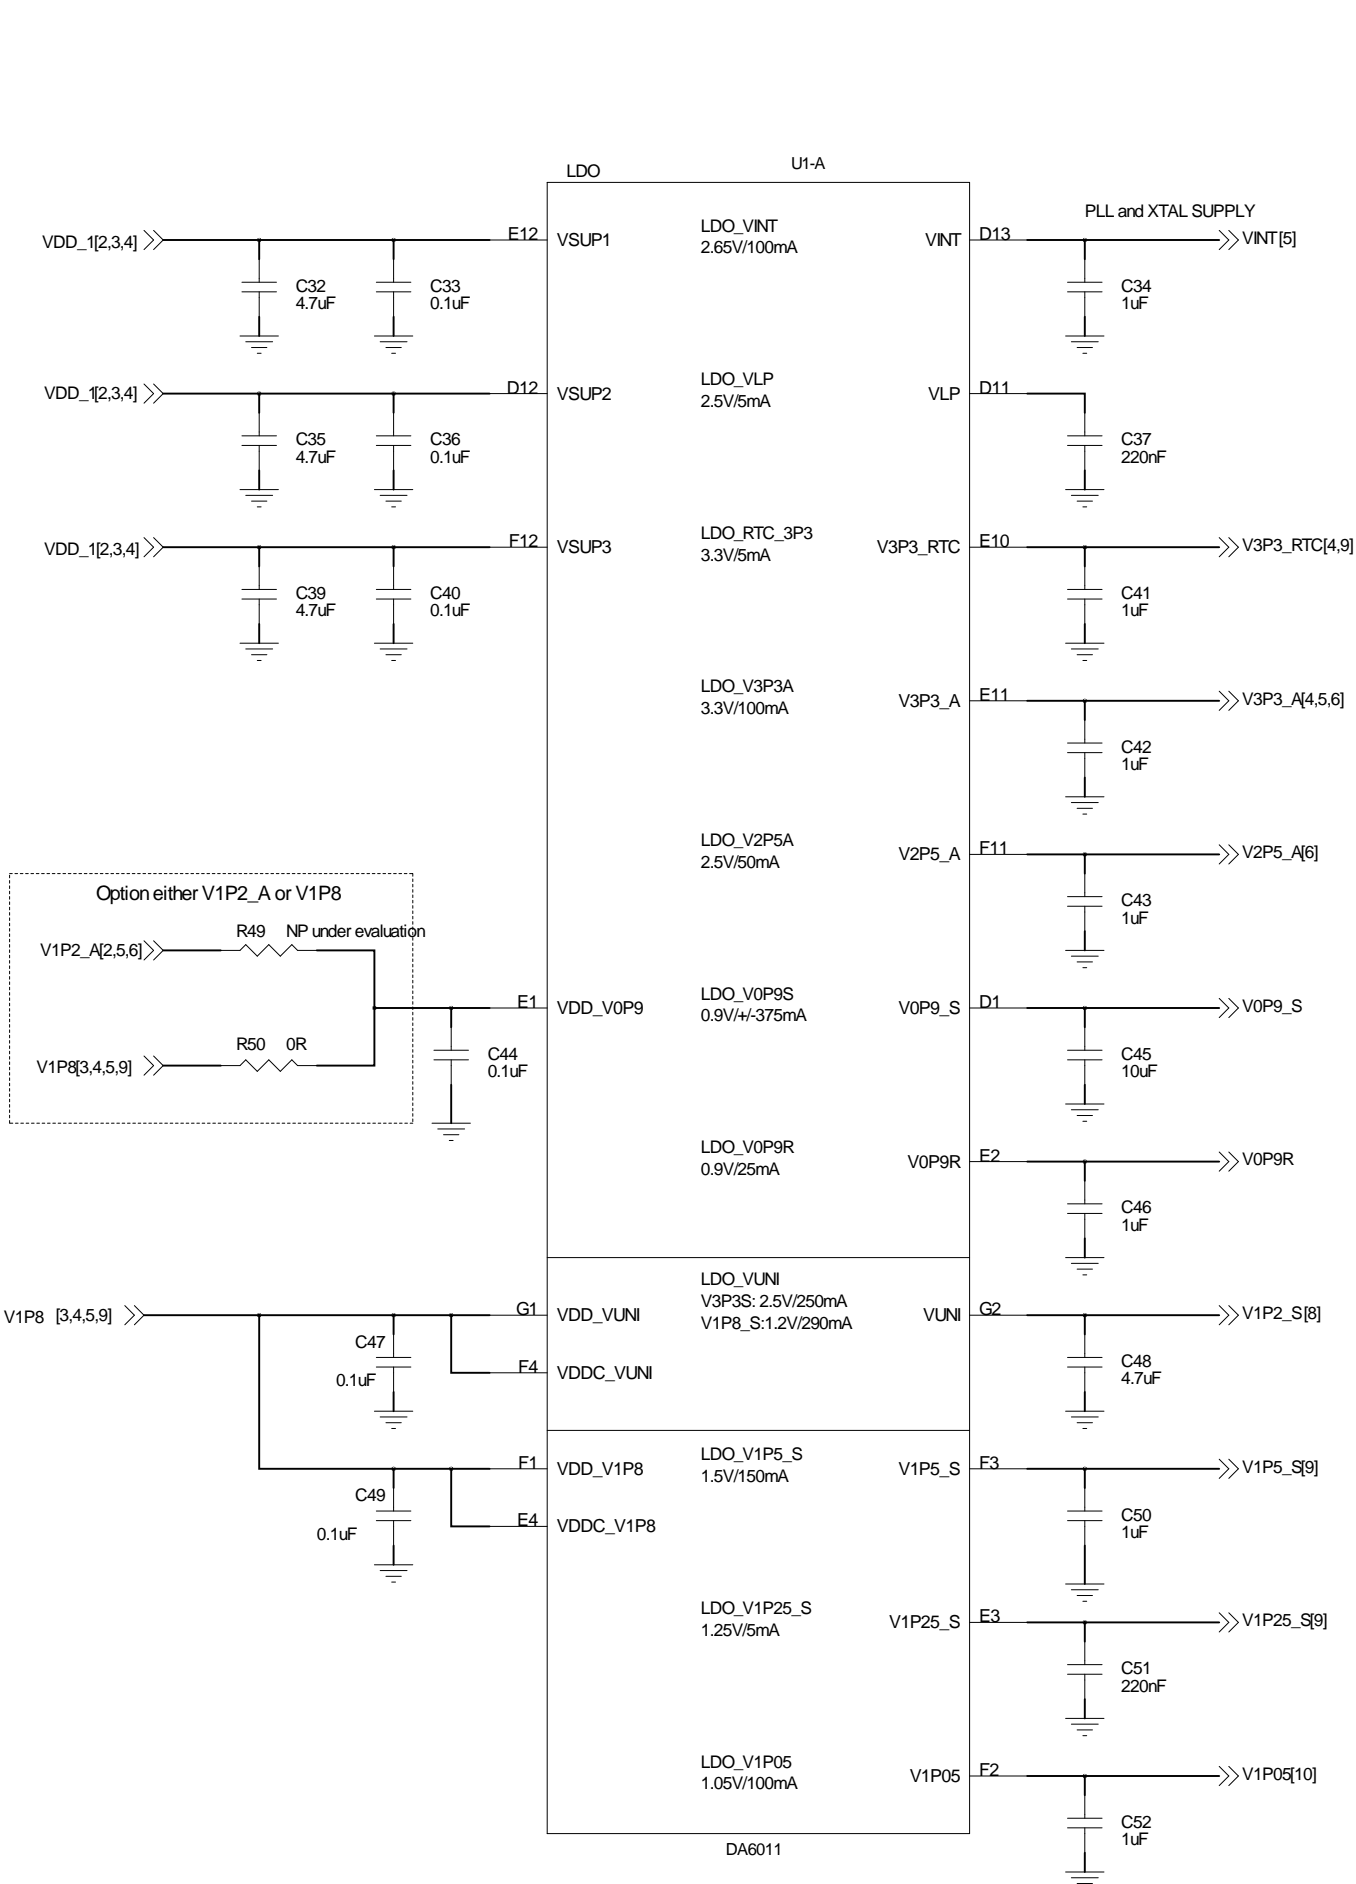 LDO
U1-A
PLL and XTAL SUPPLY
VDD_1[2,3,4]
E12
VSUP1
LDO_VINT
2.65V/100mA
VINT
D13
VINT[5]
C32
4.7uF
C33
0.1uF
C34
1uF
VDD_1[2,3,4]
D12
VSUP2
LDO_VLP
2.5V/5mA
VLP
D11
C35
4.7uF
C36
0.1uF
C37
220nF
VDD_1[2,3,4]
F12
VSUP3
LDO_RTC_3P3
3.3V/5mA
V3P3_RTC
E10
V3P3_RTC[4,9]
C39
4.7uF
C40
0.1uF
C41
1uF
LDO_V3P3A
3.3V/100mA
V3P3_A
E11
V3P3_A[4,5,6]
C42
1uF
LDO_V2P5A
2.5V/50mA
V2P5_A
F11
V2P5_A[6]
C43
1uF
Option either V1P2_A or V1P8
R49 NP under evaluation
V1P2_A[2,5,6]
R50 0R
V1P8[3,4,5,9]
E1
VDD_V0P9
C44
0.1uF
LDO_V0P9S
0.9V/+/-375mA
V0P9_S
D1
V0P9_S
C45
10uF
LDO_V0P9R
0.9V/25mA
V0P9R
E2
V0P9R
C46
1uF
V1P8 [3,4,5,9]
G1
VDD_VUNI
LDO_VUNI
V3P3S: 2.5V/250mA
V1P8_S:1.2V/290mA
VUNI
G2
V1P2_S[8]
C47
0.1uF
F4
VDDC_VUNI
C48
4.7uF
F1
VDD_V1P8
LDO_V1P5_S
1.5V/150mA
V1P5_S
F3
V1P5_S[9]
C49
0.1uF
E4
VDDC_V1P8
C50
1uF
LDO_V1P25_S
1.25V/5mA
V1P25_S
E3
V1P25_S[9]
C51
220nF
LDO_V1P05
1.05V/100mA
V1P05
F2
V1P05[10]
C52
1uF
DA6011